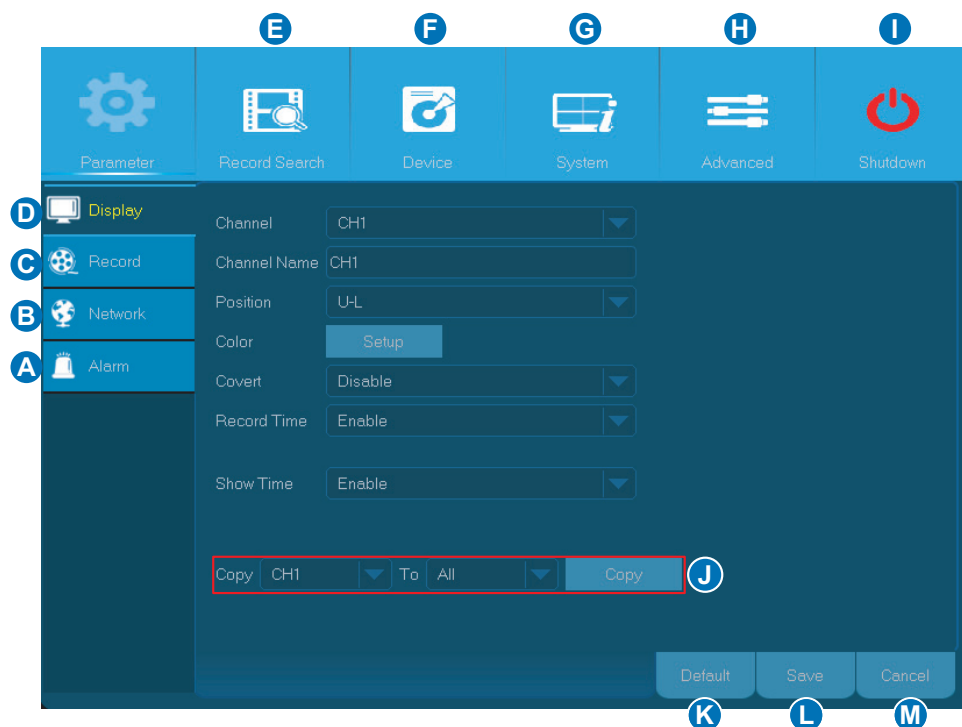 E F G H I
Parameter Record Search Device System Advanced Shutdown
D Display
C Record
B Network
A Alarm
Channel CH1
Channel Name CH1
Position U-L
Color Setup
Covert Disable
Record Time Enable
Show Time Enable
Copy CH1 To All Copy J
Default Save Cancel
K L M